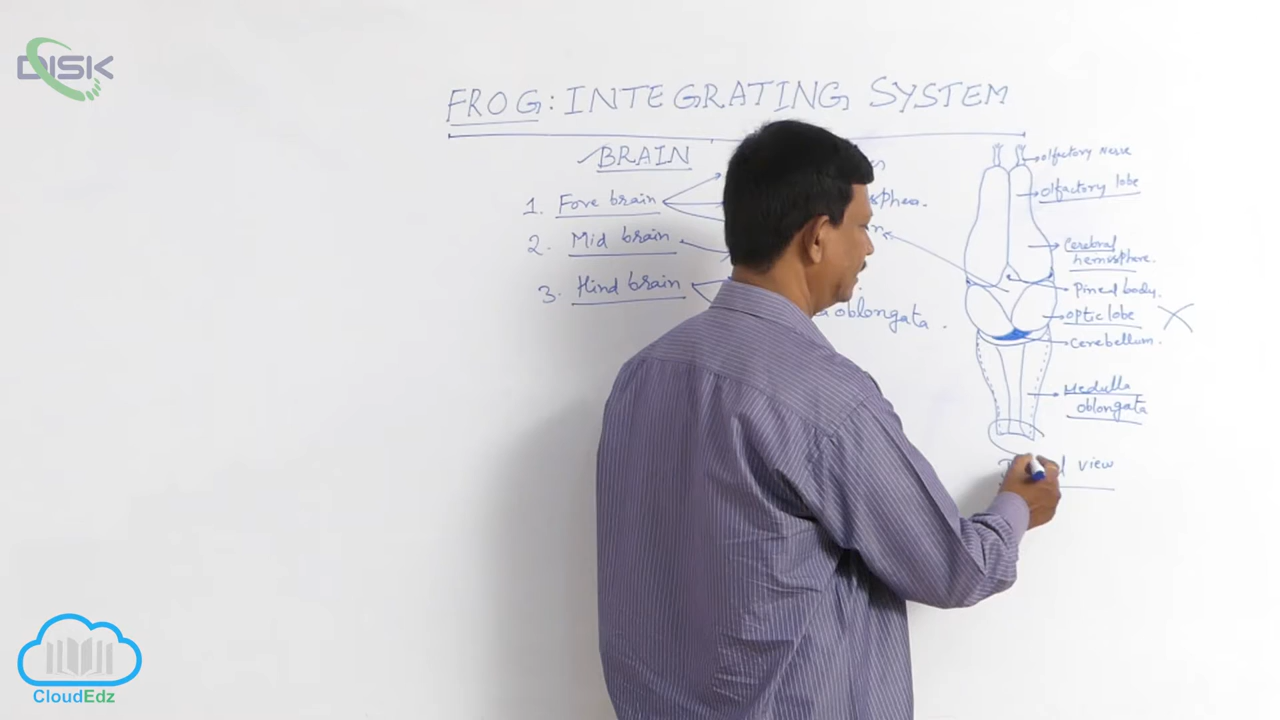 DISK
FROG: INTEGRATING SYSTEM
BRAIN
1. Fore brain
2. Mid brain
3. Hind brain
oblongata.
olfactory nerve
olfactory lobe
Cerebral
hemisphere.
Pineal body.
optic lobe
Cerebellum.
Medulla
oblongata
view
CloudEdz